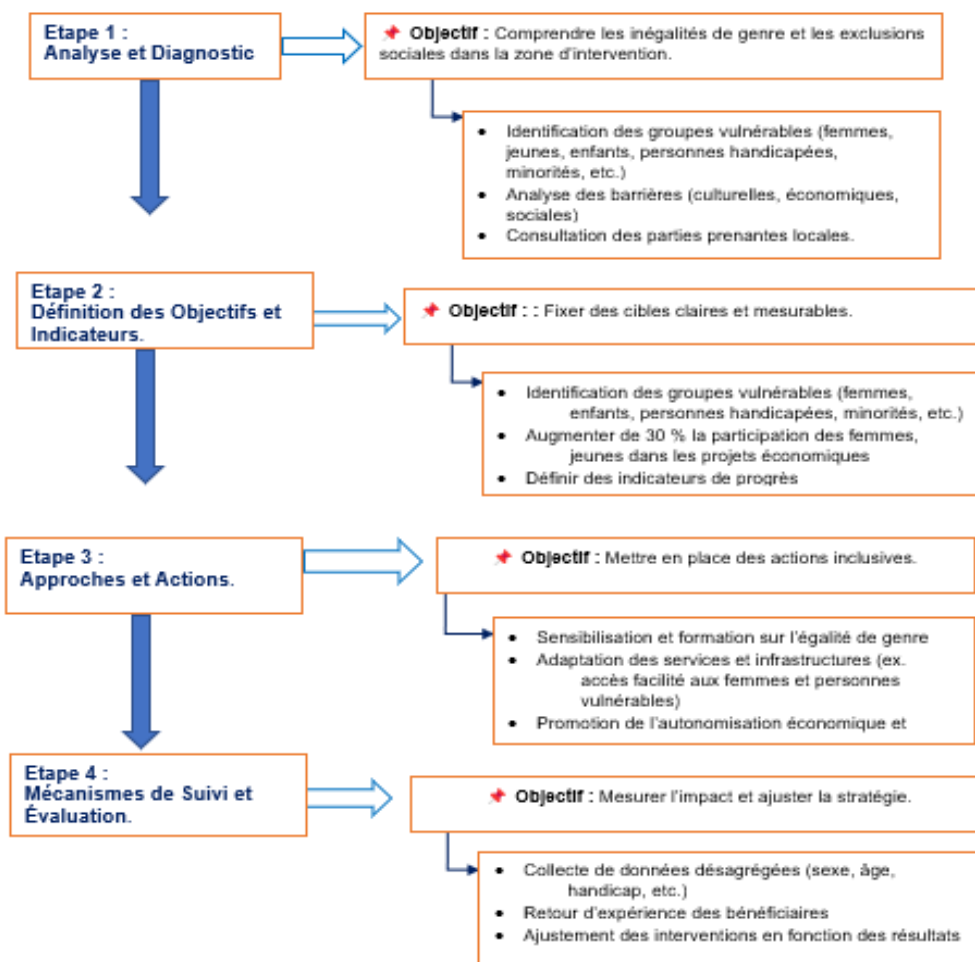 Etape 1 :
Analyse et Diagnostic
📌 Objectif : Comprendre les inégalités de genre et les exclusions
sociales dans la zone d'intervention.
• Identification des groupes vulnérables (femmes,
jeunes, enfants, personnes handicapées,
minorités, etc.)
• Analyse des barrières (culturelles, économiques,
sociales)
• Consultation des parties prenantes locales.
Etape 2 :
Définition des Objectifs et
Indicateurs.
📌 Objectif : : Fixer des cibles claires et mesurables.
• Identification des groupes vulnérables (femmes,
enfants, personnes handicapées, minorités, etc.)
• Augmenter de 30 % la participation des femmes,
jeunes dans les projets économiques
• Définir des indicateurs de progrès
Etape 3 :
Approches et Actions.
📌 Objectif : Mettre en place des actions inclusives.
• Sensibilisation et formation sur l'égalité de genre
• Adaptation des services et infrastructures (ex.
accès facilité aux femmes et personnes
vulnérables)
• Promotion de l'autonomisation économique et
Etape 4 :
Mécanismes de Suivi et
Évaluation.
📌 Objectif : Mesurer l'impact et ajuster la stratégie.
• Collecte de données désagrégées (sexe, âge,
handicap, etc.)
• Retour d'expérience des bénéficiaires
• Ajustement des interventions en fonction des résultats